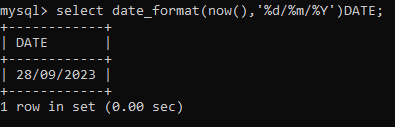 mysql> select date_format(now(),'%d/%m/%Y')DATE;
+------------+
| DATE       |
+------------+
| 28/09/2023 |
+------------+
1 row in set (0.00 sec)